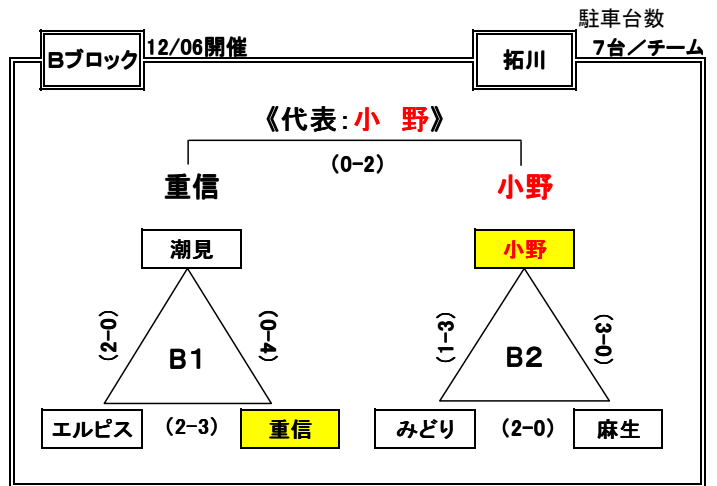 駐車台数
Bブロック 12/06開催 拓川 7台／チーム
《代表：小　野》
(0-2)
重信 小野
潮見 小野
(2-0) (0-4) (1-3) (3-0)
B1 B2
エルピス (2-3) 重信 みどり (2-0) 麻生